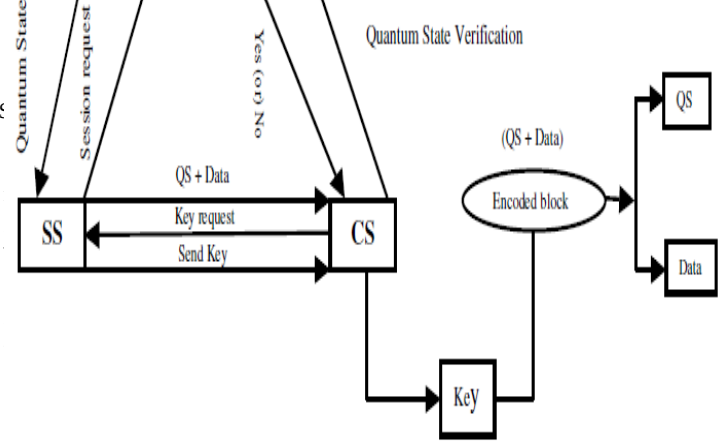 Quantum State
Session request
Yes (or) No
Quantum State Verification
QS
(QS + Data)
QS + Data
Encoded block
Key request
SS
CS
Send Key
Data
Key